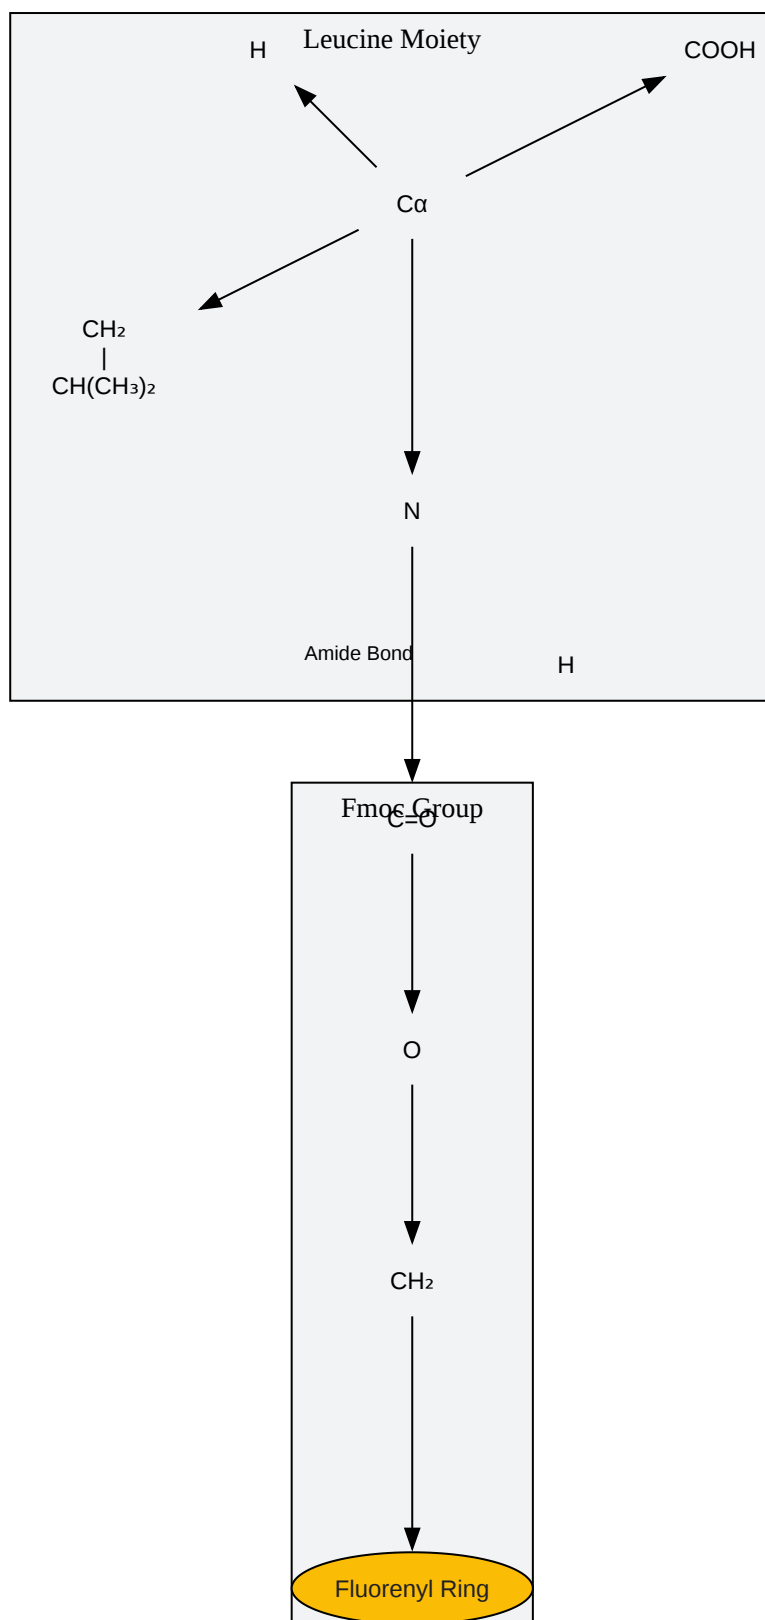 Leucine Moiety
H
COOH
Cα
CH₂
|
CH(CH₃)₂
N
Amide Bond
H
Fmoc Group
C=O
O
CH₂
Fluorenyl Ring